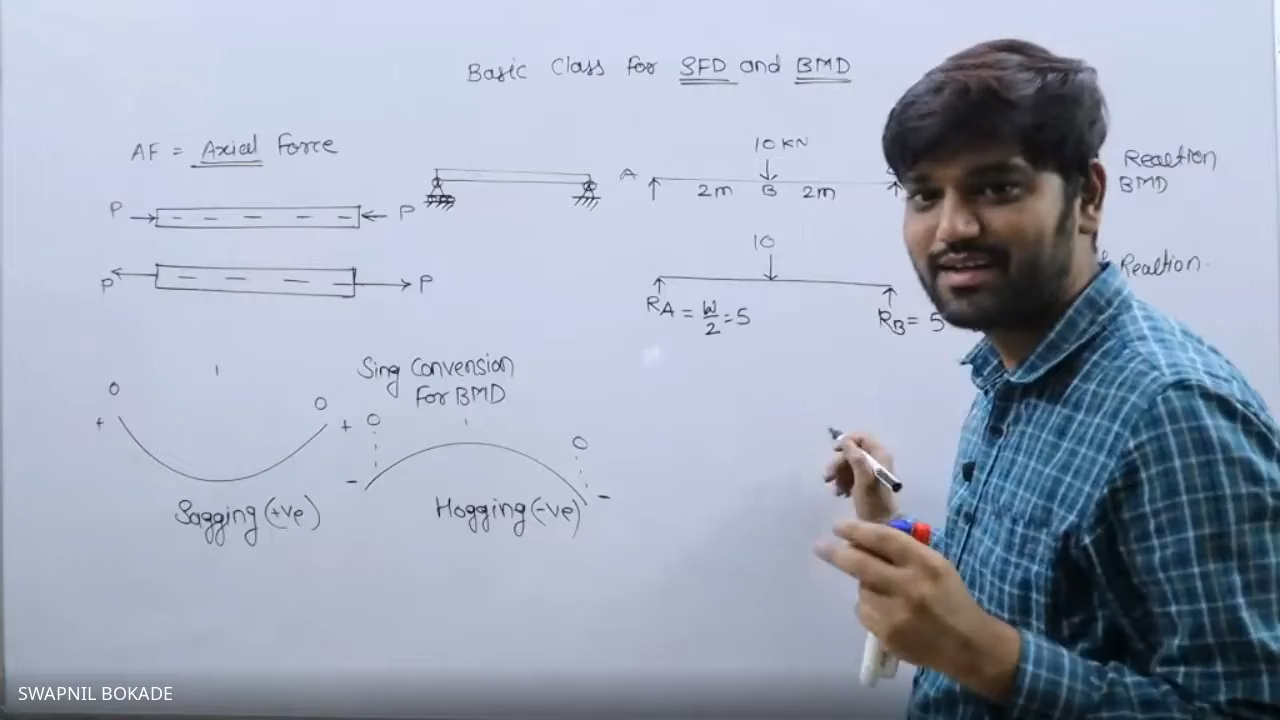 Basic Class for SFD and BMD
AF = Axial Force
P
P
P
P
10 KN
A
2m
B
2m
Reaction
BMD
10
RA = W/2 = 5
RB = 5
Reaction
Sing Convension
For BMD
+
0
0
+
Sagging (+ve)
-
0
0
-
Hogging (-ve)
SWAPNIL BOKADE